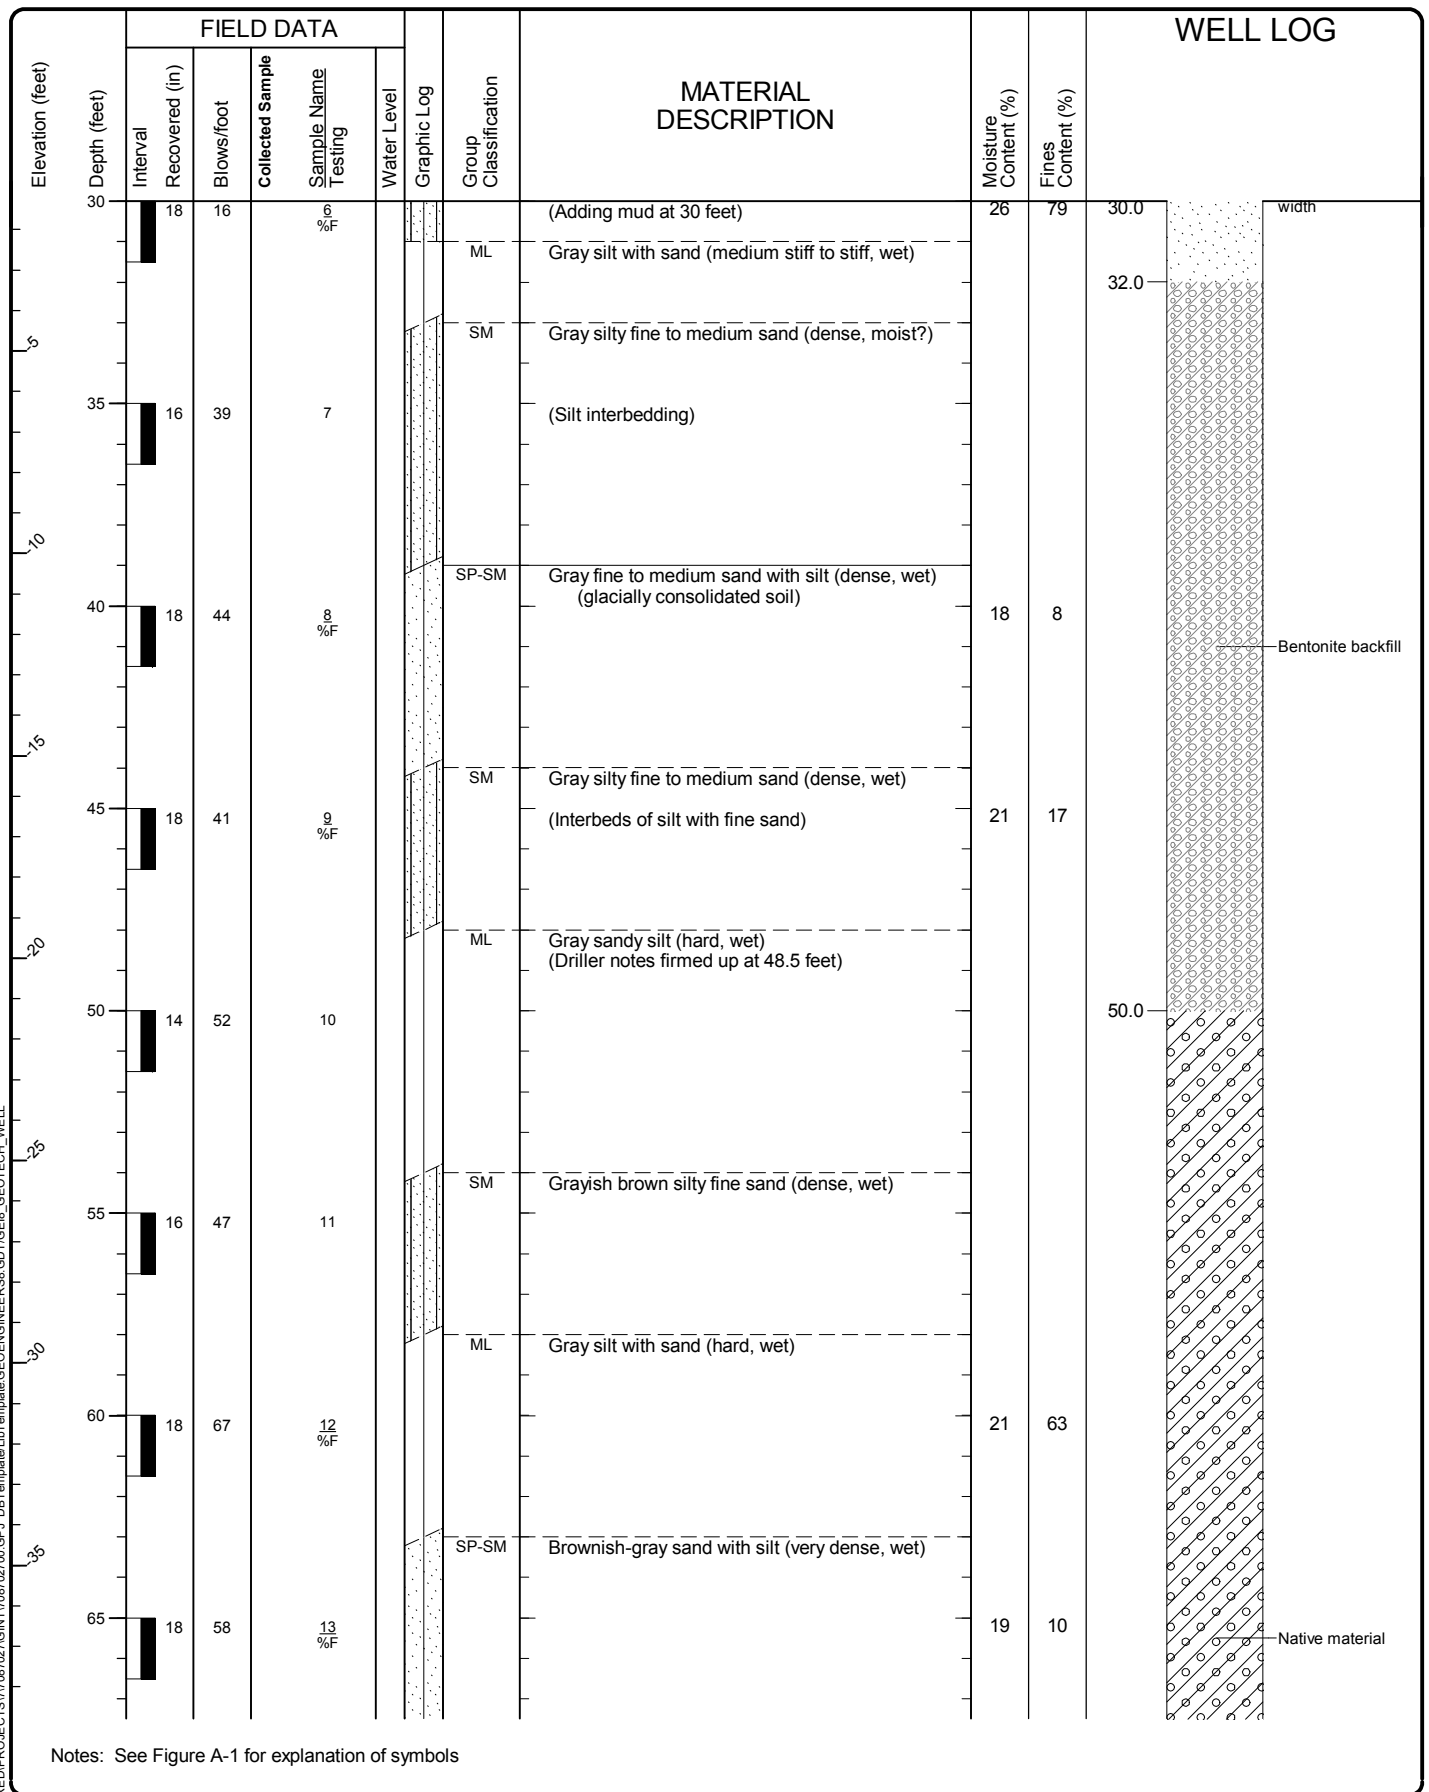 FIELD DATA
WELL LOG
Elevation (feet)
Depth (feet)
Interval
Recovered (in)
Blows/foot
Collected Sample
Sample Name
Testing
Water Level
Graphic Log
Group
Classification
MATERIAL
DESCRIPTION
Moisture
Content (%)
Fines
Content (%)
30 18 16 6 (Adding mud at 30 feet) 26 79 30.0 width
%F
ML Gray silt with sand (medium stiff to stiff, wet)
32.0
SM Gray silty fine to medium sand (dense, moist?)
-5
35 16 39 7 (Silt interbedding)
-10
SP-SM Gray fine to medium sand with silt (dense, wet)
(glacially consolidated soil)
40 18 44 8 18 8
%F
Bentonite backfill
-15
SM Gray silty fine to medium sand (dense, wet)
45 18 41 9 (Interbeds of silt with fine sand) 21 17
%F
ML Gray sandy silt (hard, wet)
-20 (Driller notes firmed up at 48.5 feet)
50 14 52 10 50.0
-25
SM Grayish brown silty fine sand (dense, wet)
55 16 47 11
-30
ML Gray silt with sand (hard, wet)
60 18 67 12 21 63
%F
-35
SP-SM Brownish-gray sand with silt (very dense, wet)
65 18 58 13 19 10
%F
Native material
Notes: See Figure A-1 for explanation of symbols